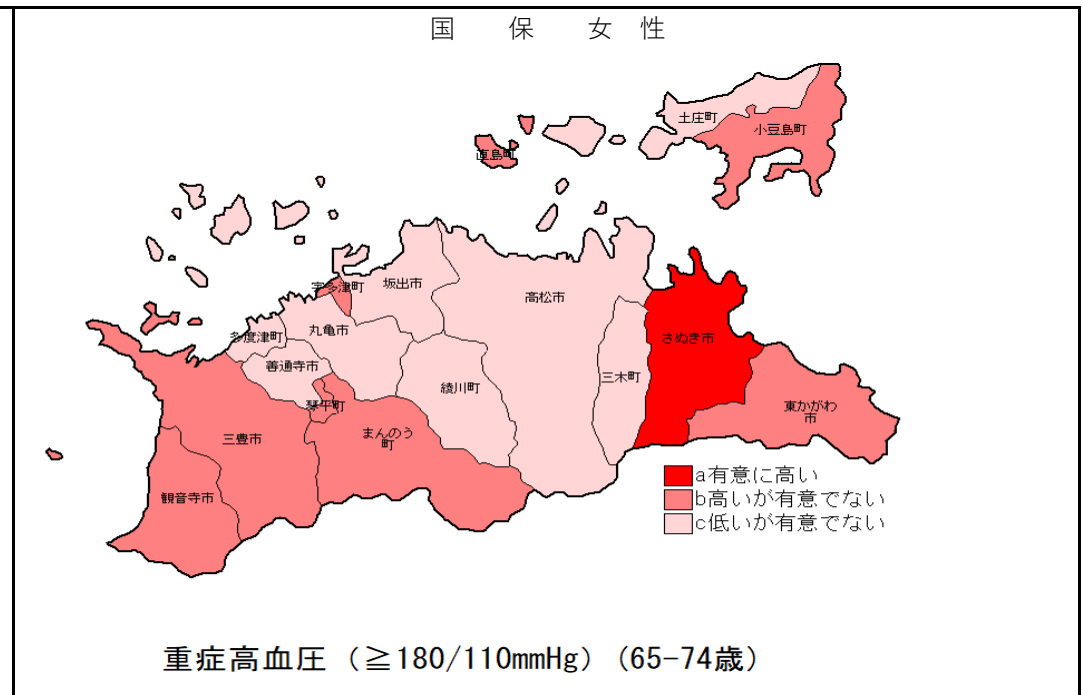 国保女性
土庄町
小豆島町
直島町
宇多津町
坂出市
高松市
多度津町
丸亀市
さぬき市
善通寺市
三木町
綾川町
琴平町
東かがわ
市
まんのう
町
三豊市
観音寺市
a有意に高い
b高いが有意でない
c低いが有意でない
重症高血圧（≧180/110mmHg）（65-74歳）